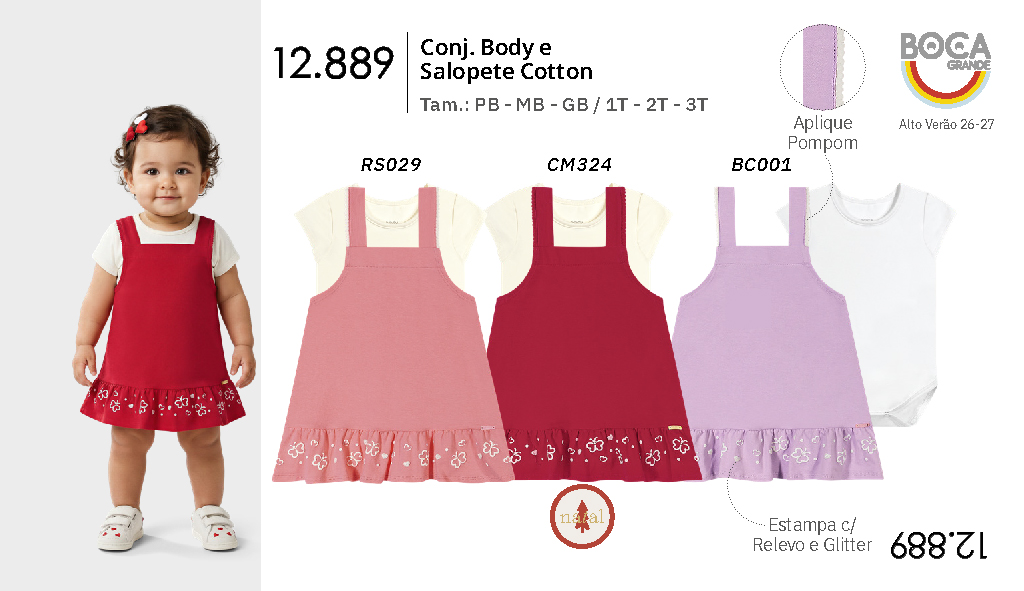 12.889
Conj. Body e
Salopete Cotton
Tam.: PB - MB - GB / 1T - 2T - 3T
Aplique
Pompom
BOCA
GRANDE
Alto Verão 26-27
RS029
CM324
BC001
natal
Estampa c/
Relevo e Glitter
12.889